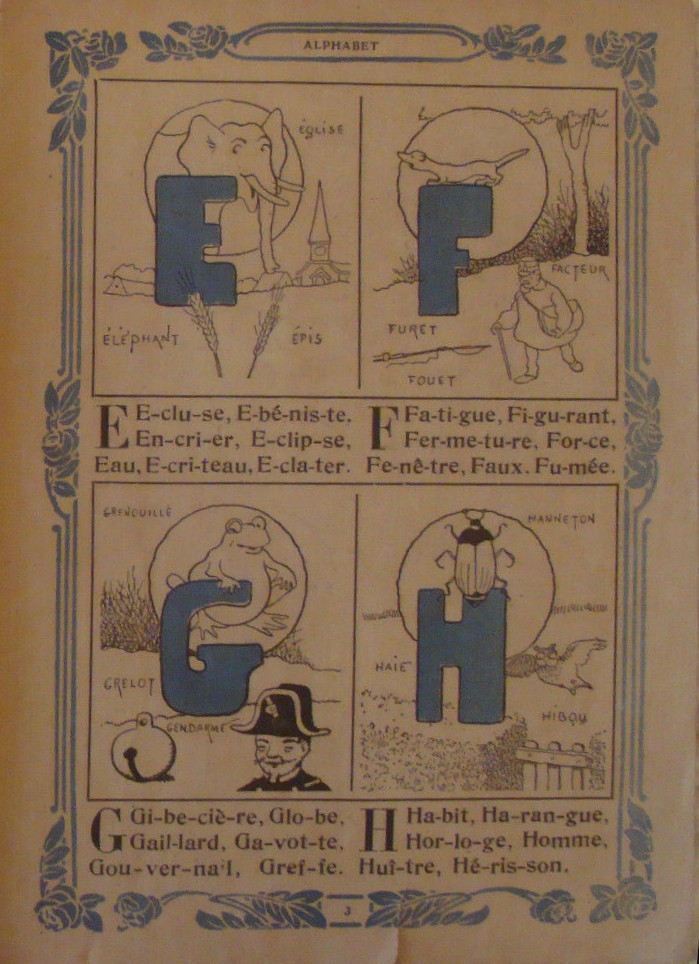 ALPHABET
église
E
ÉLÉPHANT
ÉPIS
F
FACTEUR
FURET
FOUET
E E-clu-se, E-bé-nis-te.
En-cri-er, E-clip-se,
Eau, E-cri-teau, E-cla-ter.
F Fa-ti-gue, Fi-gu-rant,
Fer-me-tu-re, For-ce,
Fe-nê-tre, Faux. Fu-mée.
GRENOUILLE
G
GRELOT
GENDARME
HANNETON
H
HAIE
HIBOU
G Gi-be-ciè-re, Glo-be,
Gail-lard, Ga-vot-te,
Gou-ver-nail, Gref-fe.
H Ha-bit, Ha-ran-gue,
Hor-lo-ge, Homme,
Huî-tre, Hé-ris-son.
3